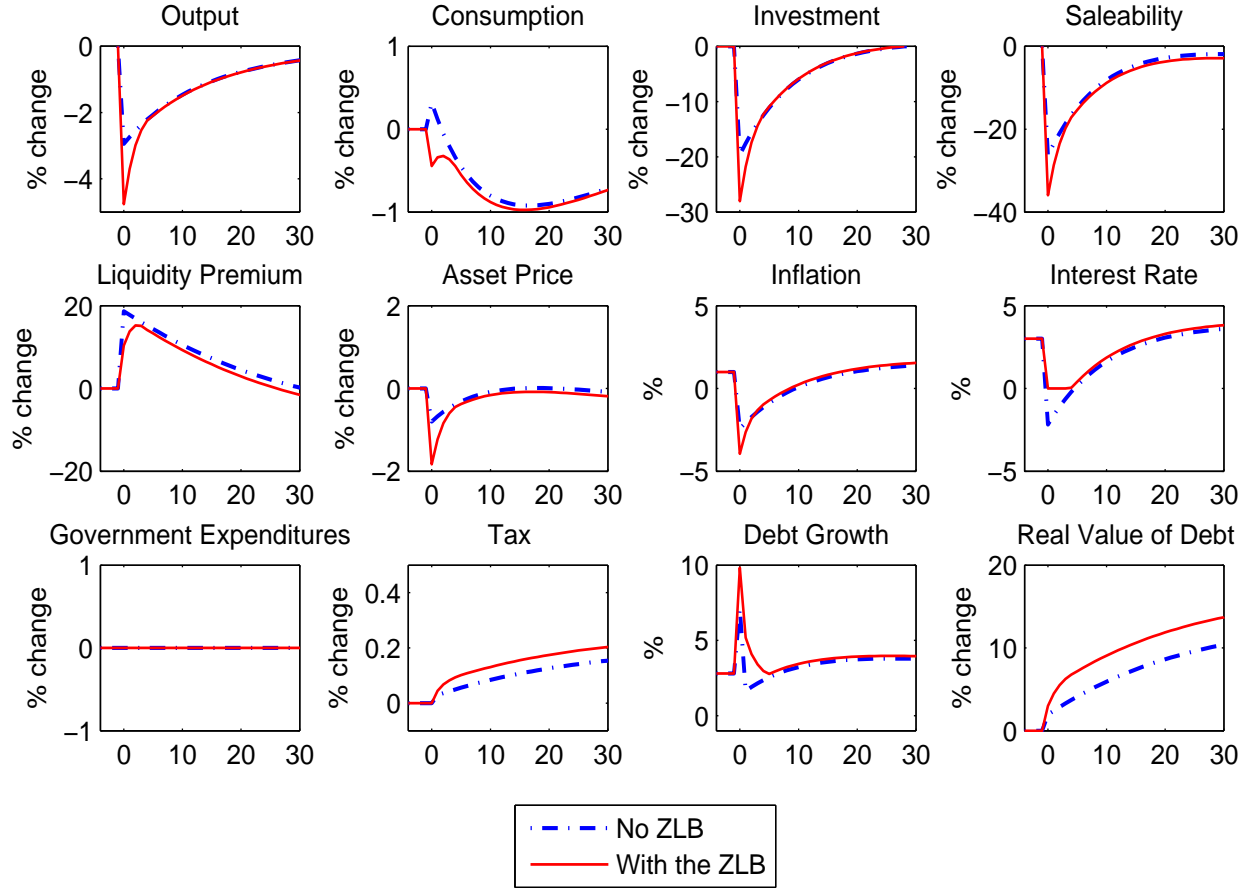 Output
Consumption
Investment
Saleability
% change
0
−2
−4
0 10 20 30
1
0
−1
0 10 20 30
% change
0
−10
−20
−30
0 10 20 30
% change
0
−20
−40
0 10 20 30
Liquidity Premium
Asset Price
Inflation
Interest Rate
% change
20
0
−20
0 10 20 30
% change
2
0
−2
0 10 20 30
%
5
0
−5
0 10 20 30
%
5
0
−5
0 10 20 30
Government Expenditures
Tax
Debt Growth
Real Value of Debt
% change
1
0
−1
0 10 20 30
% change
0.4
0.2
0
0 10 20 30
%
10
5
0
0 10 20 30
% change
20
10
0
0 10 20 30
No ZLB
With the ZLB